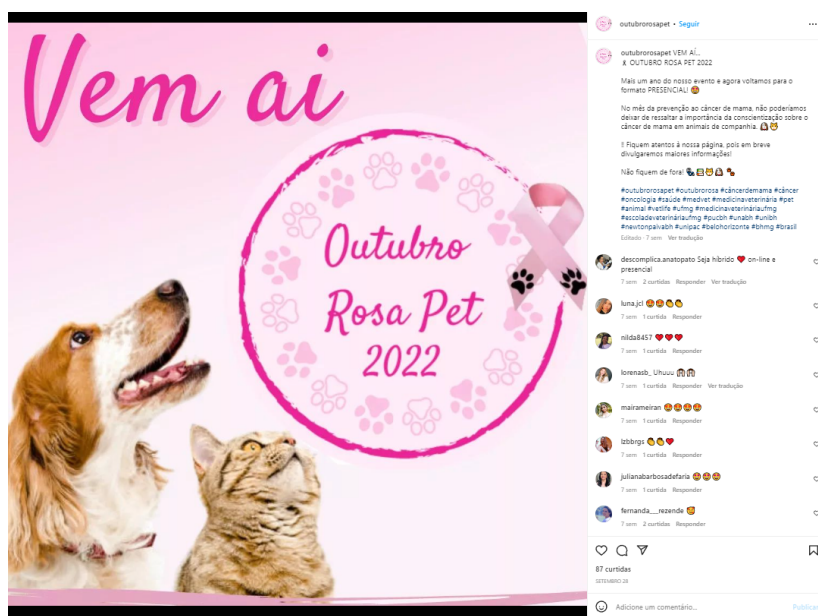 Vem ai
Outubro
Rosa Pet
2022
outubrorosapet • Seguir
outubrorosapet VEM AÍ...
🎗 OUTUBRO ROSA PET 2022
Mais um ano do nosso evento e agora voltamos para o
formato PRESENCIAL! 😍
No mês da prevenção ao câncer de mama, não poderíamos
deixar de ressaltar a importância da conscientização sobre o
câncer de mama em animais de companhia.
‼ Fiquem atentos à nossa página, pois em breve
divulgaremos maiores informações!
Não fiquem de fora!
#outubrorosapet #outubrorosa #câncerdemama #câncer
#oncologia #saúde #medvet #medicinaveterinária #pet
#animal #vetlife #ufmg #medicinaveterináriaufmg
#escoladeveterináriaufmg #pucbh #unabh #unibh
#newtonpaivabh #unipac #belohorizonte #bhmg #brasil
Editado · 7 sem Ver tradução
descomplica.anatopato Seja híbrido ❤ on-line e
presencial
7 sem 2 curtidas Responder Ver tradução
luna.jcl 😍😍👏👏
7 sem 1 curtida Responder
nilda8457 ❤❤❤
7 sem 1 curtida Responder
lorenasb_ Uhuuu
7 sem 1 curtida Responder Ver tradução
mairameiran 😍😍😍😍
7 sem 1 curtida Responder
lzbbrgs 👏👏❤
7 sem 1 curtida Responder
julianabarbosadefaria 😍😍😍
7 sem 1 curtida Responder
fernanda___rezende 🥰
7 sem 2 curtidas Responder
87 curtidas
SETEMBRO 28
Adicione um comentário...
Publicar